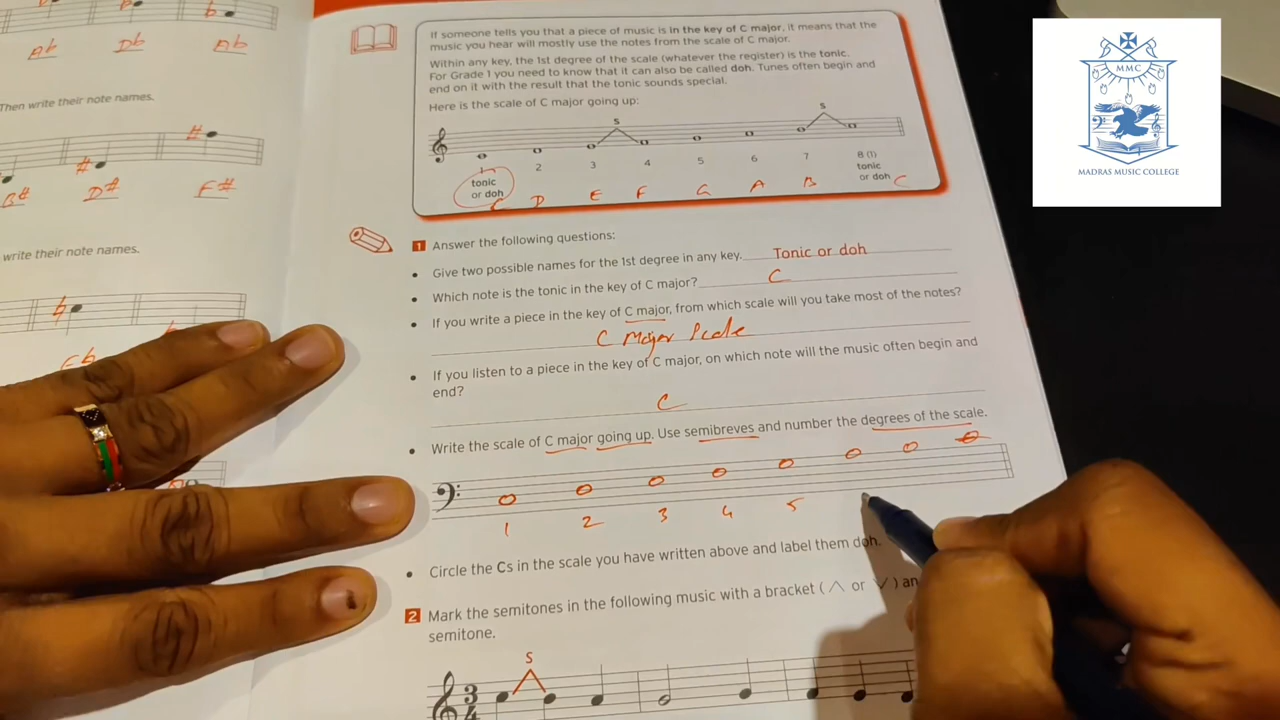 Ab Db Ab
Then write their note names.
# #
B# D# F#
write their note names.
Cb
If someone tells you that a piece of music is in the key of C major, it means that the
music you hear will mostly use the notes from the scale of C major.
Within any key, the 1st degree of the scale (whatever the register) is the tonic.
For Grade 1 you need to know that it can also be called doh. Tunes often begin and
end on it with the result that the tonic sounds special.
Here is the scale of C major going up:
s s
1 2 3 4 5 6 7 8 (1)
tonic tonic
or doh or doh
C D E F G A B C
1 Answer the following questions:
• Give two possible names for the 1st degree in any key. Tonic or doh
• Which note is the tonic in the key of C major? C
• If you write a piece in the key of C major, from which scale will you take most of the notes?
C Major Scale
• If you listen to a piece in the key of C major, on which note will the music often begin and
end?
C
• Write the scale of C major going up. Use semibreves and number the degrees of the scale.
1 2 3 4 5
• Circle the Cs in the scale you have written above and label them doh.
2 Mark the semitones in the following music with a bracket ( ∧ or ∨ ) an
semitone.
s
3
4
MMC
MADRAS MUSIC COLLEGE